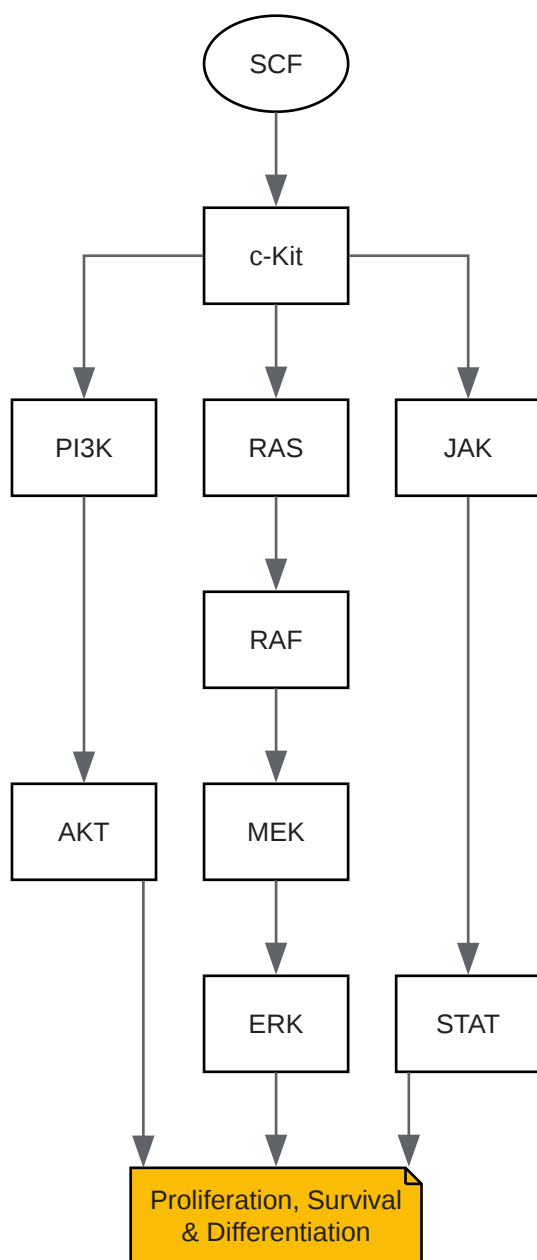 SCF
c-Kit
PI3K
RAS
JAK
RAF
AKT
MEK
ERK
STAT
Proliferation, Survival
& Differentiation